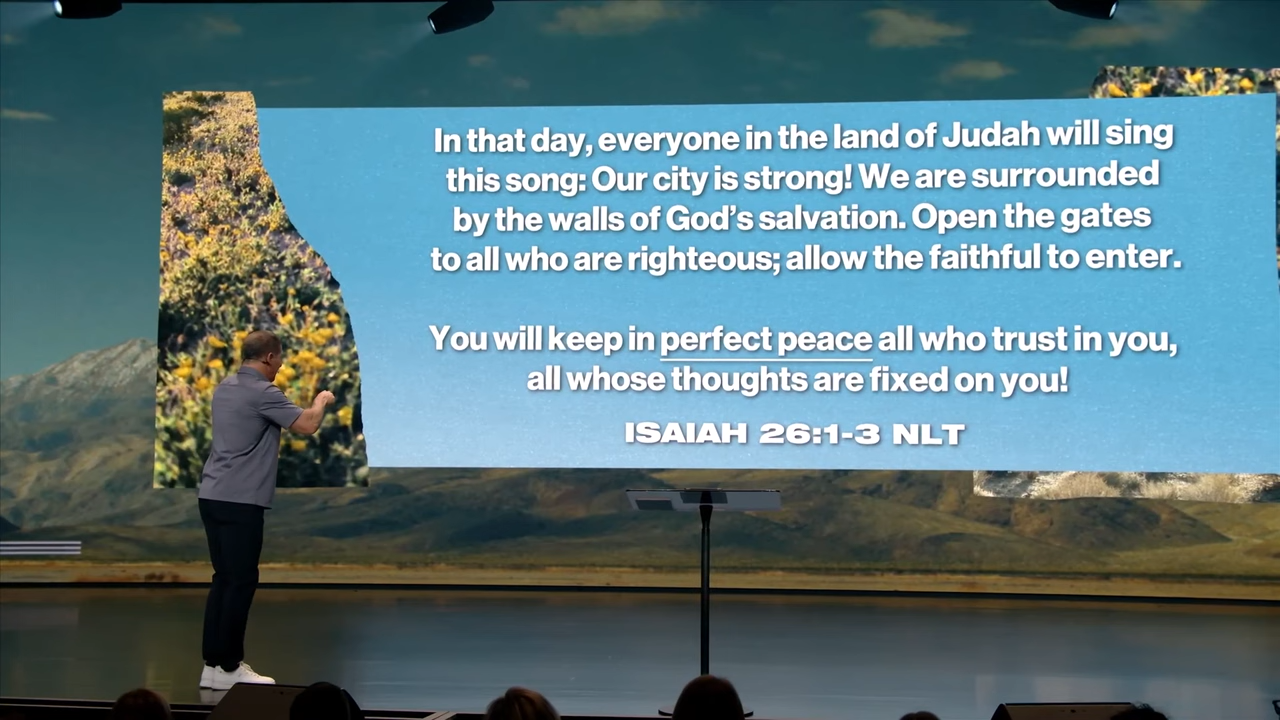 In that day, everyone in the land of Judah will sing
this song: Our city is strong! We are surrounded
by the walls of God's salvation. Open the gates
to all who are righteous; allow the faithful to enter.
You will keep in perfect peace all who trust in you,
all whose thoughts are fixed on you!
ISAIAH 26:1-3 NLT